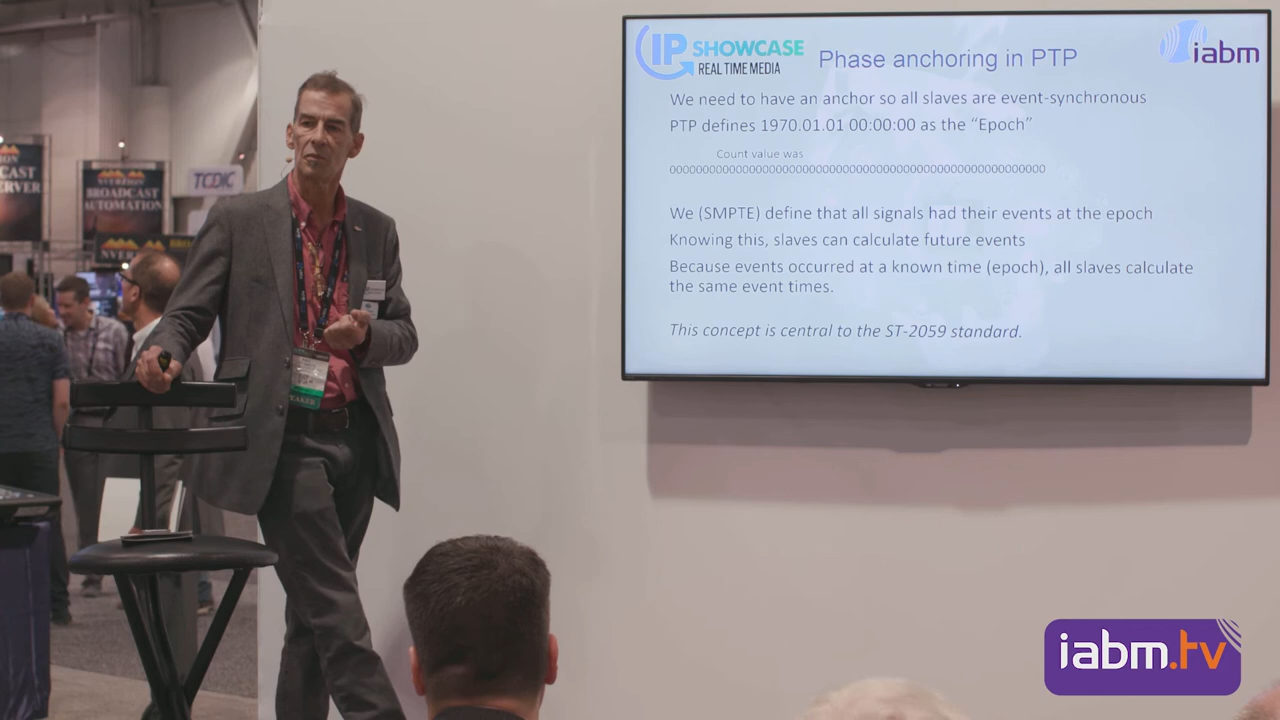 IP SHOWCASE
REAL TIME MEDIA
Phase anchoring in PTP
iabm
We need to have an anchor so all slaves are event-synchronous
PTP defines 1970.01.01 00:00:00 as the “Epoch”
Count value was
We (SMPTE) define that all signals had their events at the epoch
Knowing this, slaves can calculate future events
Because events occurred at a known time (epoch), all slaves calculate
the same event times.
This concept is central to the ST-2059 standard.
NVERZION
BROADCAST
AUTOMATION
TCDIC
iabm.tv